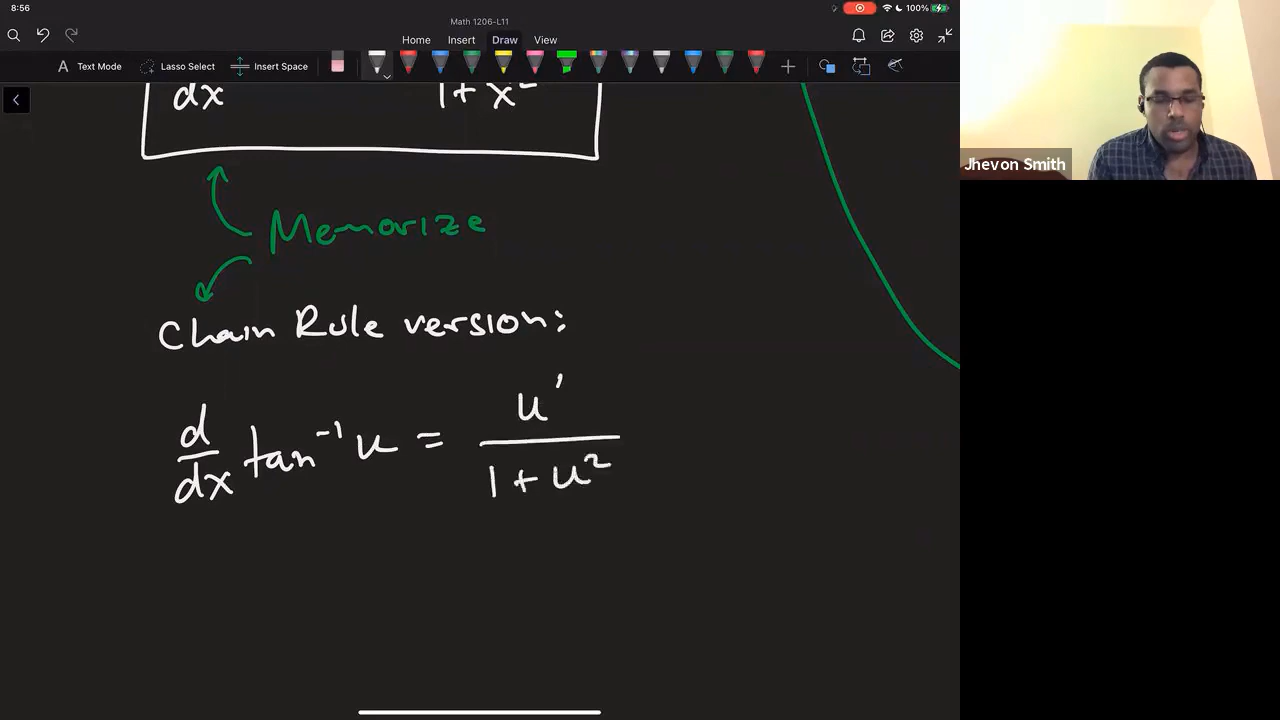 8:56
100%
Math 1206-L11
Home Insert Draw View
Text Mode Lasso Select Insert Space
dx 1 + x²
Memorize
Chain Rule version:
d/dx tan⁻¹ u = u'/(1 + u²)
Jhevon Smith